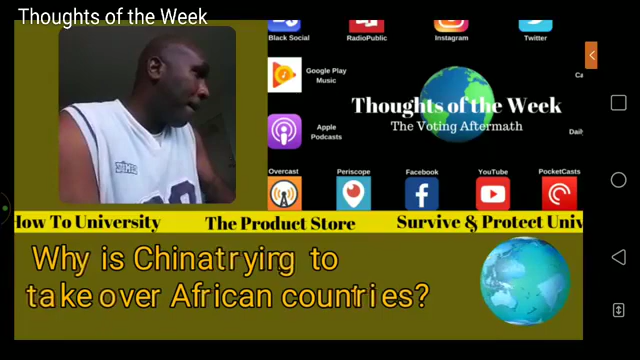 Thoughts of the Week
Black Social
RadioPublic
Instagram
Twitter
Google Play
Music
Thoughts of the Week
The Voting Aftermath
Apple
Podcasts
Overcast
Periscope
Facebook
YouTube
PocketCasts
How To University
The Product Store
Survive & Protect Univ
Why is China trying to
take over African countries?